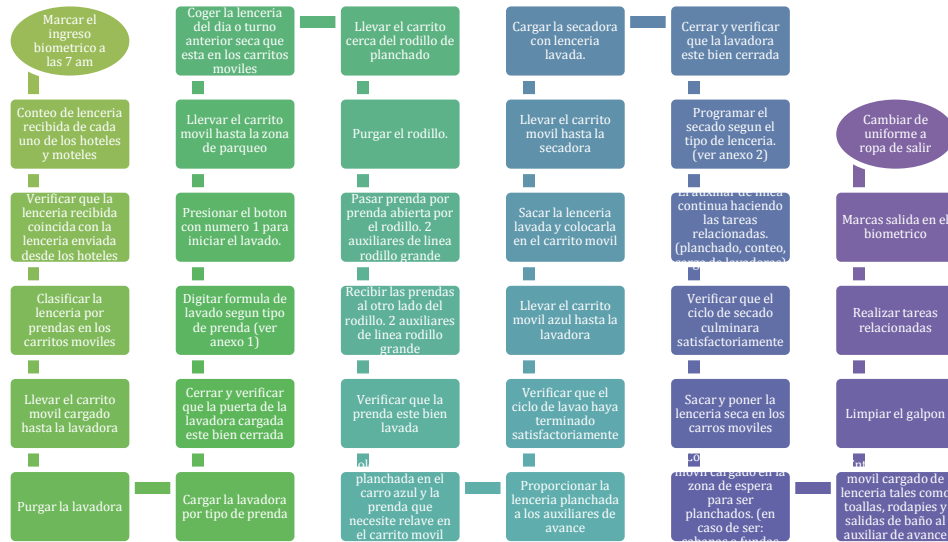 Marcar el
ingreso
biometrico a
las 7 am
Conteo de lenceria
recibida de cada
uno de los hoteles
y moteles
Verificar que la
lenceria recibida
coincida con la
lenceria enviada
desde los hoteles
Clasificar la
lenceria por
prendas en los
carritos moviles
Llevar el carrito
movil cargado
hasta la lavadora
Purgar la lavadora
Cargar la lavadora
por tipo de prenda
Cerrar y verificar
que la puerta de la
lavadora cargada
este bien cerrada
Digitar formula de
lavado segun tipo
de prenda (ver
anexo 1)
Presionar el boton
con numero 1 para
iniciar el lavado.
Llervar el carrito
movil hasta la zona
de parqueo
Coger la lenceria
del dia o turno
anterior seca que
esta en los carritos
moviles
Llevar el carrito
cerca del rodillo de
planchado
Purgar el rodillo.
Pasar prenda por
prenda abierta por
el rodillo. 2
auxiliares de linea
rodillo grande
Recibir las prendas
al otro lado del
rodillo. 2 auxiliares
de linea rodillo
grande
Verificar que la
prenda este bien
lavada
planchada en el
carro azul y la
prenda que
necesite relave en
el carrito movil
Proporcionar la
lenceria planchada
a los auxiliares de
avance
Verificar que el
ciclo de lavao haya
terminado
satisfactoriamente
Llevar el carrito
movil azul hasta la
lavadora
Sacar la lenceria
lavada y colocarla
en el carrito movil
Llevar el carrito
movil hasta la
secadora
Cargar la secadora
con lenceria
lavada.
Cerrar y verificar
que la lavadora
este bien cerrada
Programar el
secado segun el
tipo de lenceria.
(ver anexo 2)
El auxiliar de linea
continua haciendo
las tareas
relacionadas.
(planchado, conteo,
carga de lavadoras)
Verificar que el
ciclo de secado
culminara
satisfactoriamente
Sacar y poner la
lenceria seca en los
carros moviles
movil cargado en la
zona de espera
para ser
planchados. (en
caso de ser:
sabanas o fundas
movil cargado de
lenceria tales como
toallas, rodapies y
salidas de baño al
auxiliar de avance
Limpiar el galpon
Realizar tareas
relacionadas
Marcas salida en el
biometrico
Cambiar de
uniforme a
ropa de salir